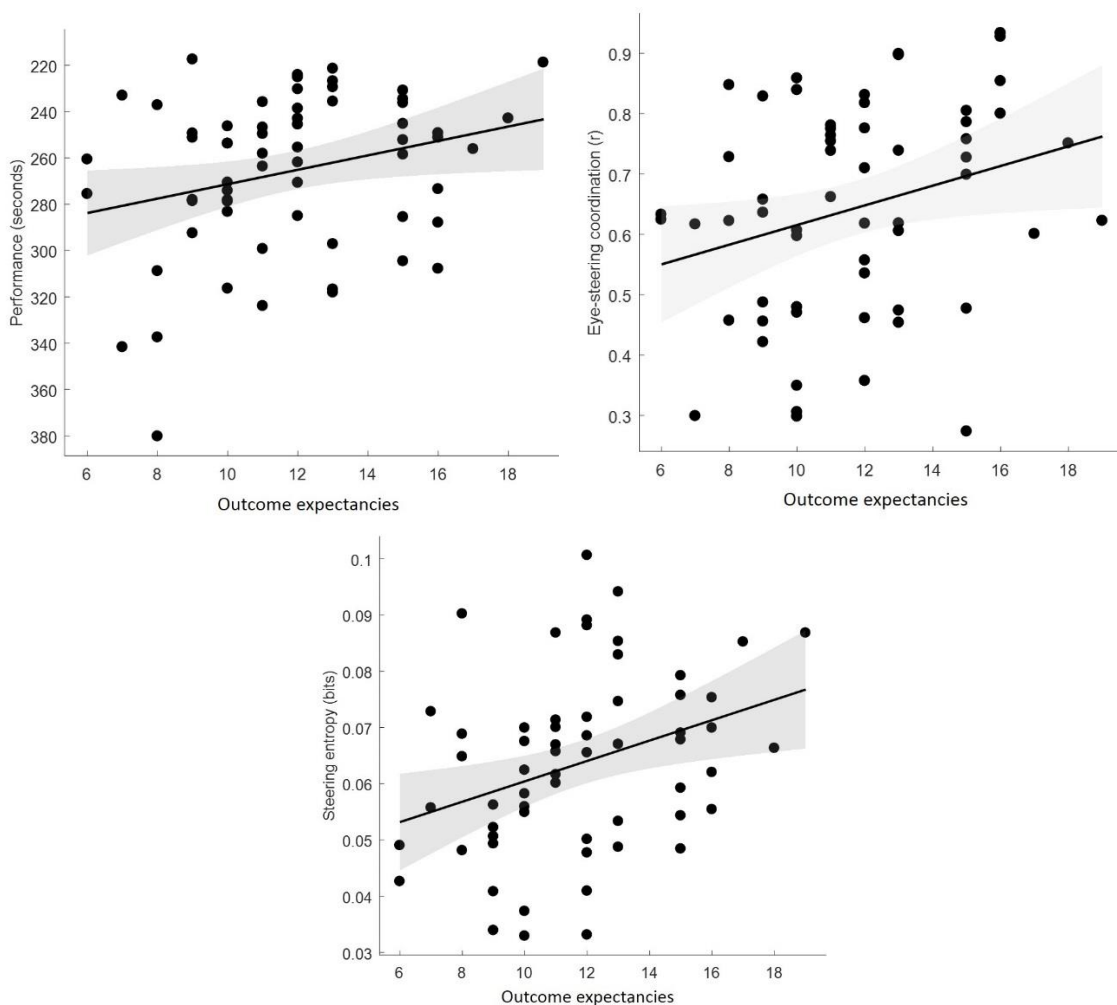 Performance (seconds)
220
240
260
280
300
320
340
360
380
6 8 10 12 14 16 18
Outcome expectancies
Eye-steering coordination (r)
0.9
0.8
0.7
0.6
0.5
0.4
0.3
6 8 10 12 14 16 18
Outcome expectancies
Steering entropy (bits)
0.1
0.09
0.08
0.07
0.06
0.05
0.04
0.03
6 8 10 12 14 16 18
Outcome expectancies